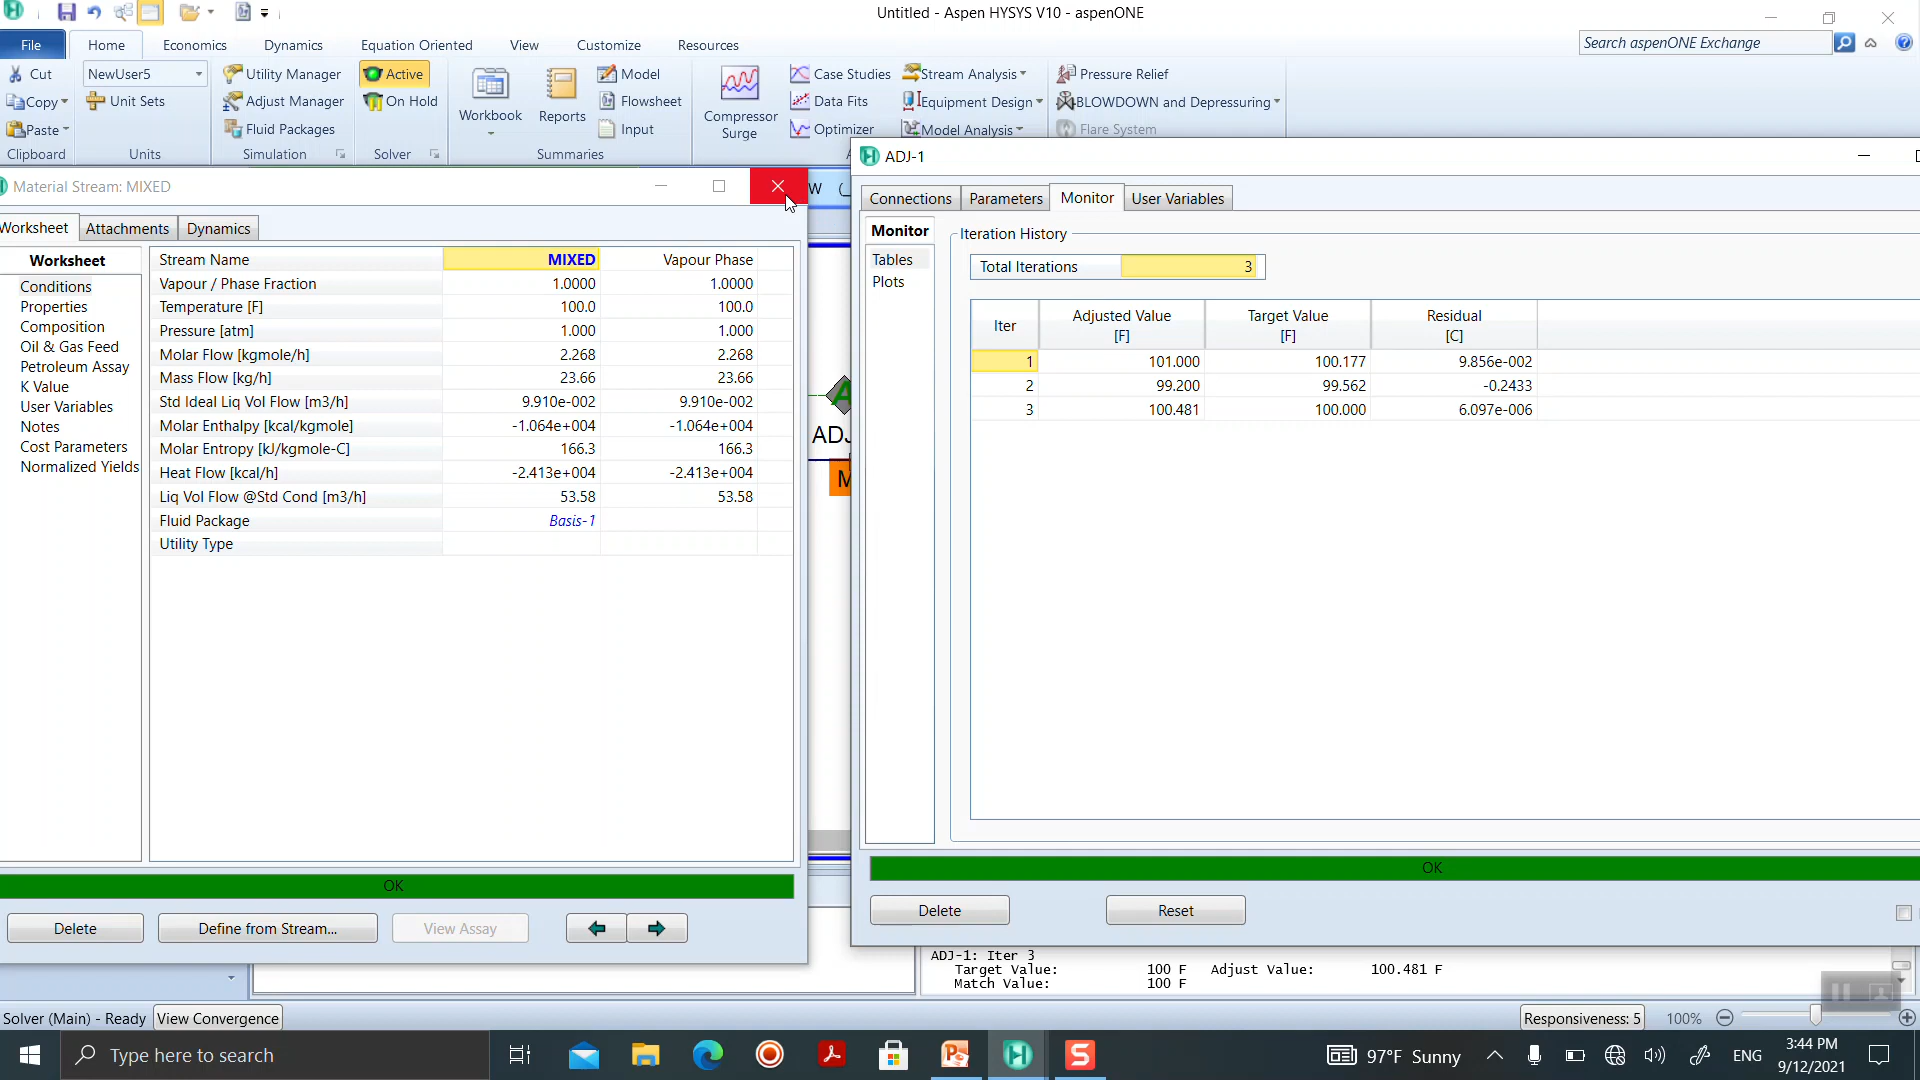 Untitled - Aspen HYSYS V10 - aspenONE
File Home Economics Dynamics Equation Oriented View Customize Resources
Search aspenONE Exchange
Cut
Copy
Paste
Clipboard
NewUser5
Unit Sets
Units
Utility Manager
Adjust Manager
Fluid Packages
Simulation
Active
On Hold
Solver
Workbook
Reports
Model
Flowsheet
Input
Summaries
Compressor
Surge
Case Studies
Data Fits
Optimizer
Stream Analysis
Equipment Design
Model Analysis
Pressure Relief
BLOWDOWN and Depressuring
Flare System
Material Stream: MIXED
Worksheet Attachments Dynamics
Worksheet
Conditions
Properties
Composition
Oil & Gas Feed
Petroleum Assay
K Value
User Variables
Notes
Cost Parameters
Normalized Yields
Stream Name MIXED Vapour Phase
Vapour / Phase Fraction 1.0000 1.0000
Temperature [F] 100.0 100.0
Pressure [atm] 1.000 1.000
Molar Flow [kgmole/h] 2.268 2.268
Mass Flow [kg/h] 23.66 23.66
Std Ideal Liq Vol Flow [m3/h] 9.910e-002 9.910e-002
Molar Enthalpy [kcal/kgmole] -1.064e+004 -1.064e+004
Molar Entropy [kJ/kgmole-C] 166.3 166.3
Heat Flow [kcal/h] -2.413e+004 -2.413e+004
Liq Vol Flow @Std Cond [m3/h] 53.58 53.58
Fluid Package Basis-1
Utility Type
OK
Delete Define from Stream... View Assay
W
A
ADJ
M
ADJ-1
Connections Parameters Monitor User Variables
Monitor
Tables
Plots
Iteration History
Total Iterations 3
Iter Adjusted Value [F] Target Value [F] Residual [C]
1 101.000 100.177 9.856e-002
2 99.200 99.562 -0.2433
3 100.481 100.000 6.097e-006
OK
Delete Reset
ADJ-1: Iter 3
Target Value: 100 F Adjust Value: 100.481 F
Match Value: 100 F
Solver (Main) - Ready View Convergence
Responsiveness: 5 100%
Type here to search
97°F Sunny
ENG
3:44 PM
9/12/2021